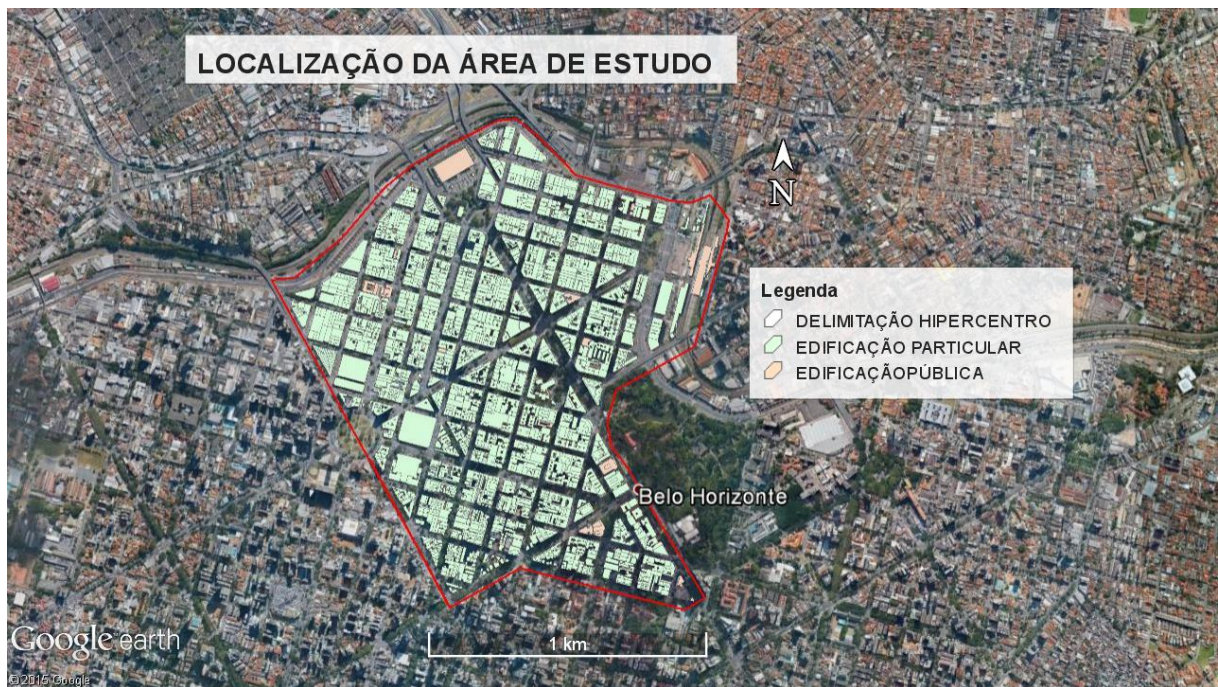 LOCALIZAÇÃO DA ÁREA DE ESTUDO
N
Legenda
DELIMITAÇÃO HIPERCENTRO
EDIFICAÇÃO PARTICULAR
EDIFICAÇÃOPÚBLICA
Belo Horizonte
Google earth
1 km
©2015 Google